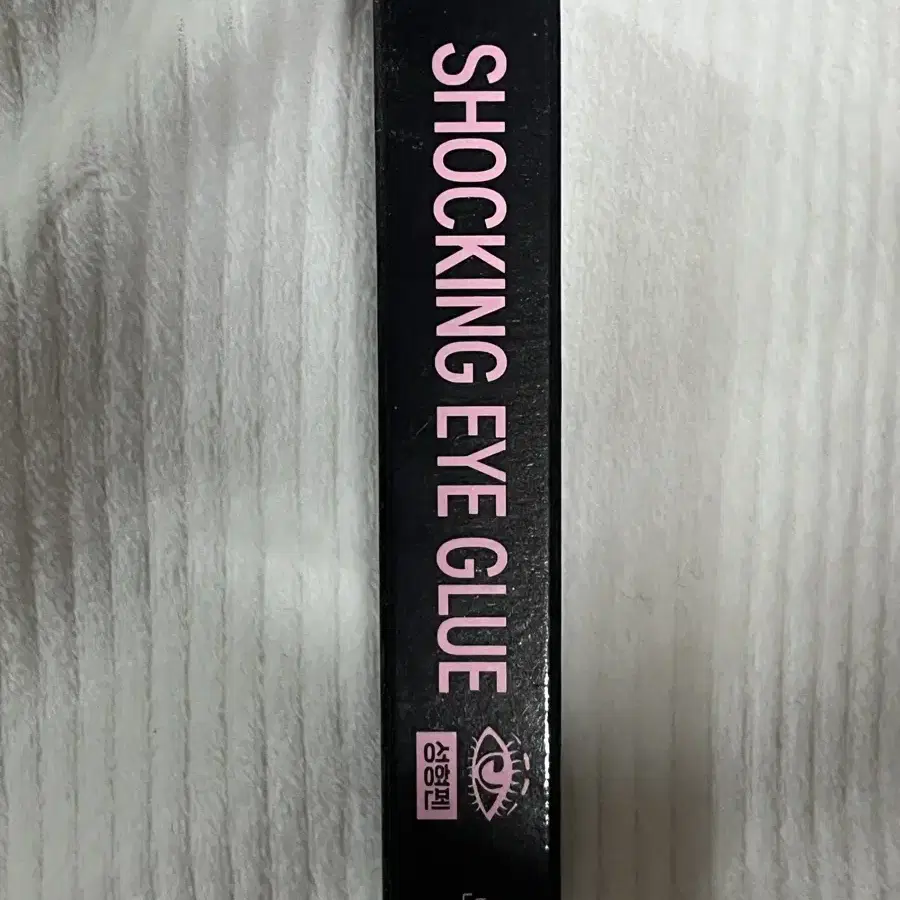 SHOCKING EYE GLUE
성형펜